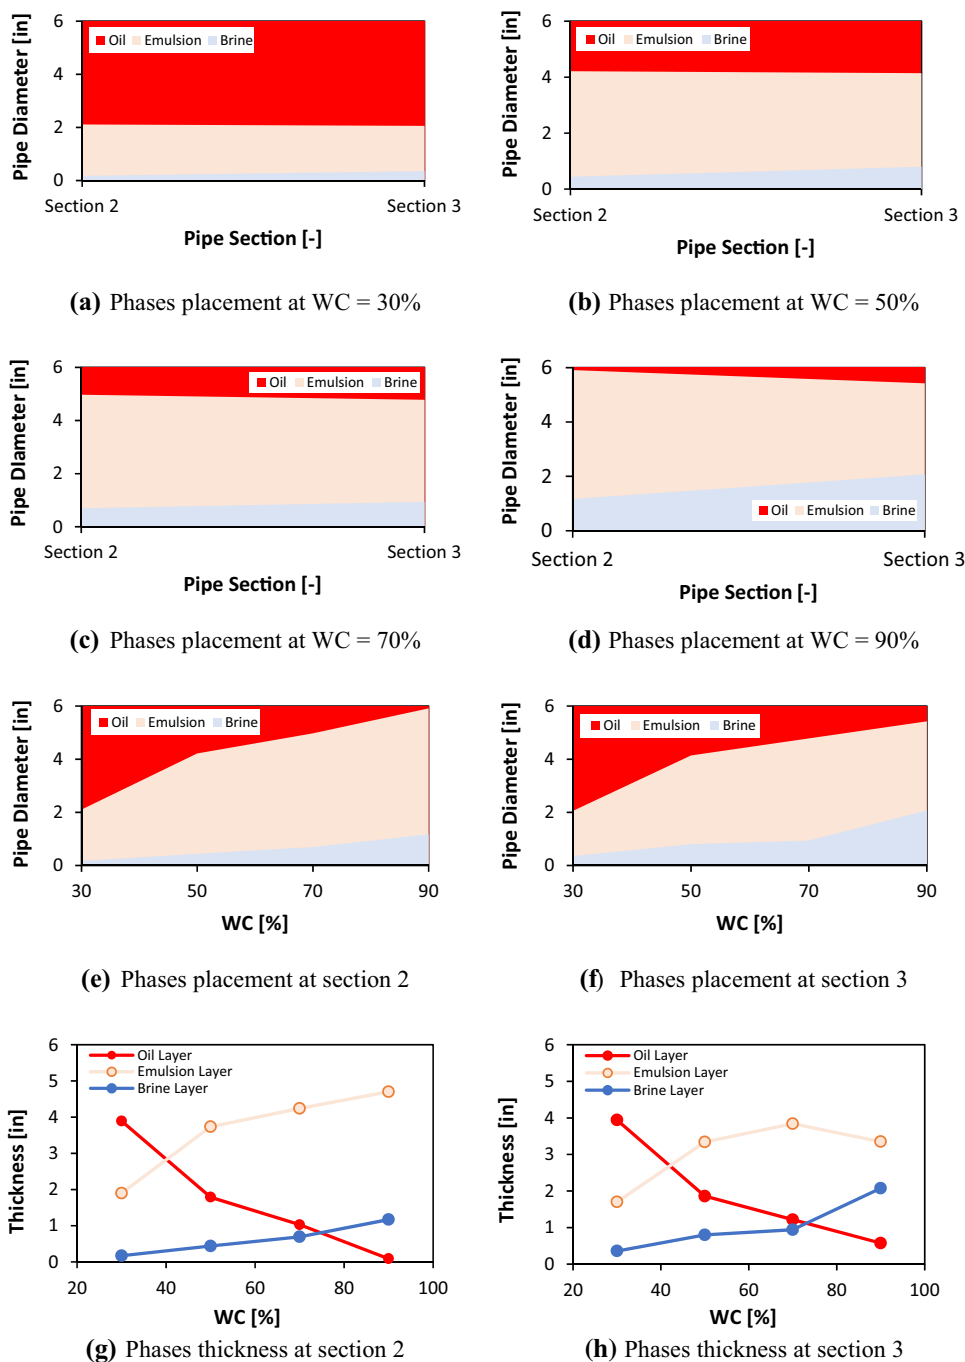 Pipe Diameter [in]
6
4
2
0
Oil Emulsion Brine
Section 2 Section 3
Pipe Section [-]
(a) Phases placement at WC = 30%
Pipe Diameter [in]
6
4
2
0
Oil Emulsion Brine
Section 2 Section 3
Pipe Section [-]
(b) Phases placement at WC = 50%
Pipe DIameter [in]
6
4
2
0
Oil Emulsion Brine
Section 2 Section 3
Pipe Section [-]
(c) Phases placement at WC = 70%
Pipe Diameter [in]
6
4
2
0
Oil Emulsion Brine
Section 2 Section 3
Pipe Section [-]
(d) Phases placement at WC = 90%
Pipe DIameter [in]
6
4
2
0
Oil Emulsion Brine
30 50 70 90
WC [%]
(e) Phases placement at section 2
Pipe Diameter [in]
6
4
2
0
Oil Emulsion Brine
30 50 70 90
WC [%]
(f) Phases placement at section 3
Thickness [in]
6
5
4
3
2
1
0
Oil Layer
Emulsion Layer
Brine Layer
20 40 60 80 100
WC [%]
(g) Phases thickness at section 2
Thickness [in]
6
5
4
3
2
1
0
Oil Layer
Emulsion Layer
Brine Layer
20 40 60 80 100
WC [%]
(h) Phases thickness at section 3